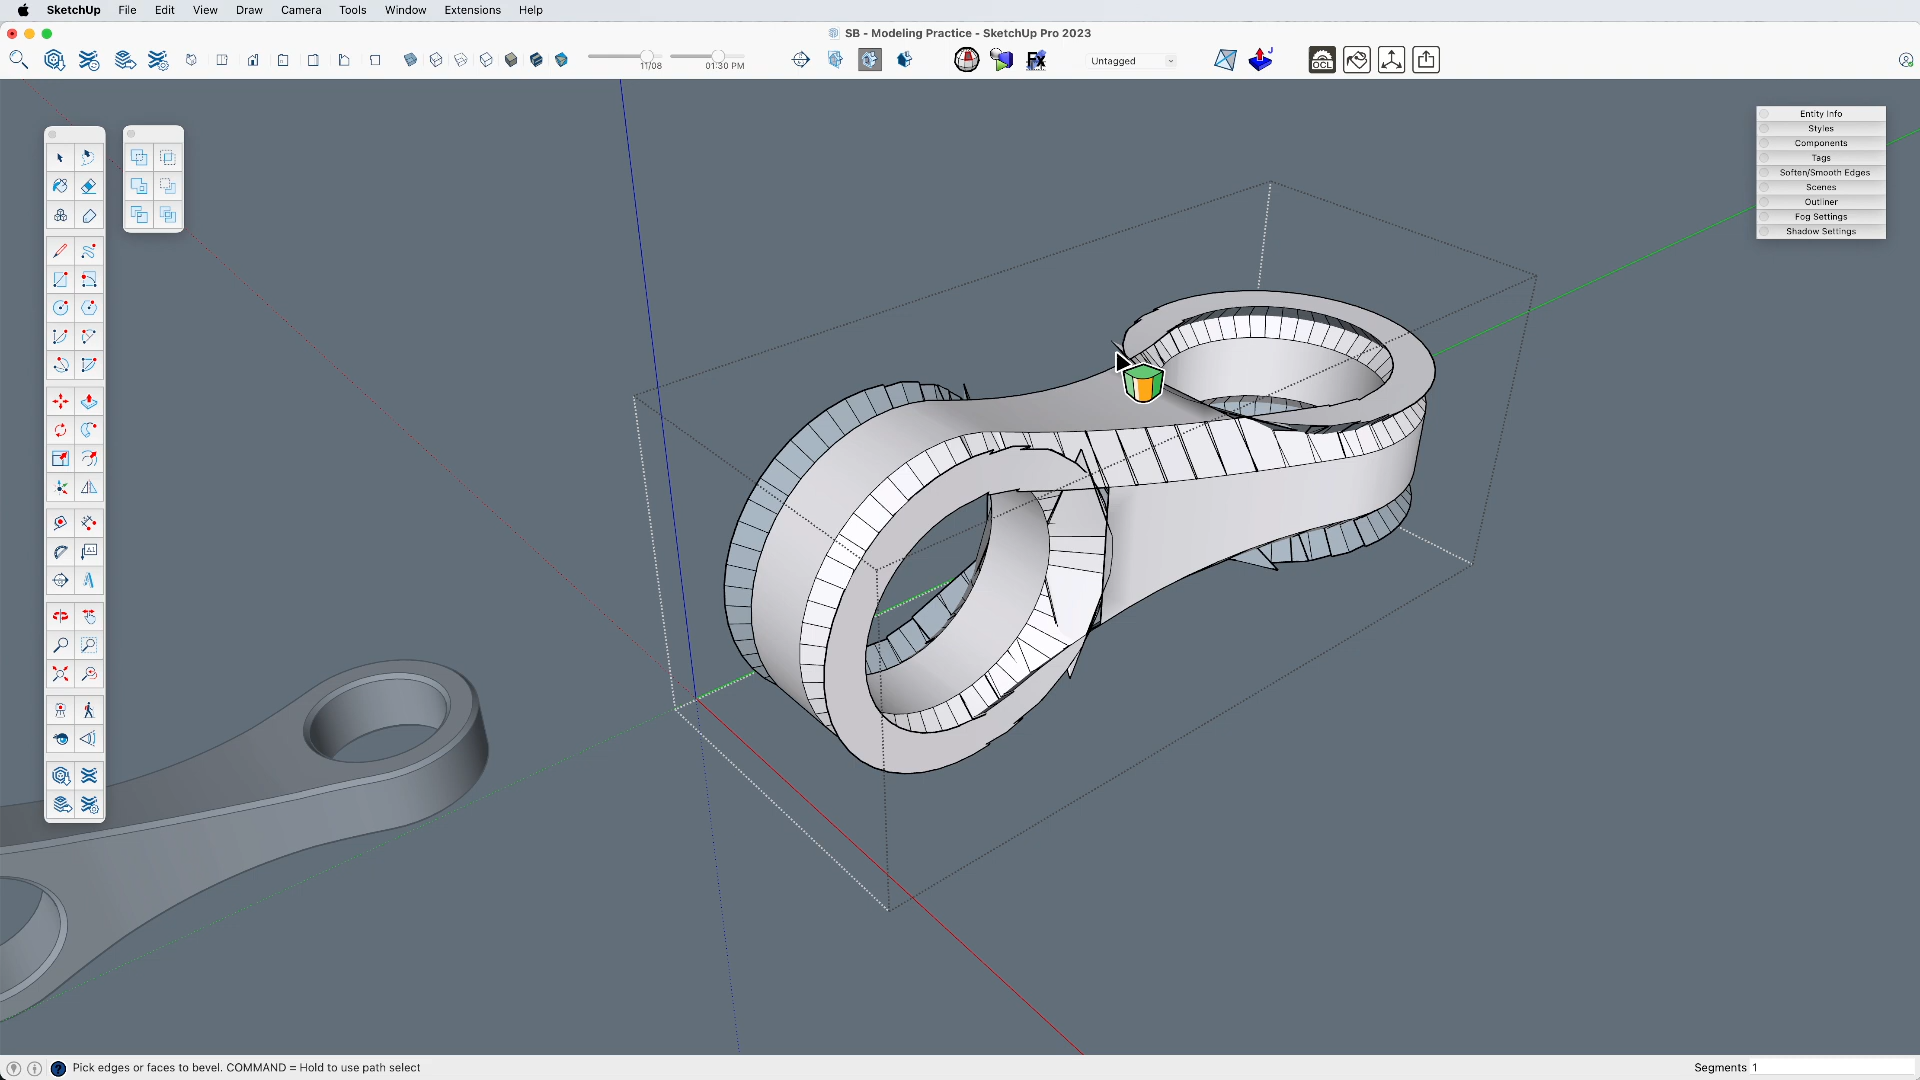 SketchUp File Edit View Draw Camera Tools Window Extensions Help
SB - Modeling Practice - SketchUp Pro 2023
11/08 01:30 PM Untagged OCL
FX
J
Entity Info
Styles
Components
Tags
Soften/Smooth Edges
Scenes
Outliner
Fog Settings
Shadow Settings
Pick edges or faces to bevel. COMMAND = Hold to use path select
Segments 1